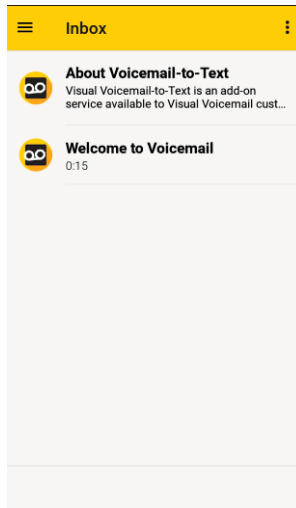 Inbox
About Voicemail-to-Text
Visual Voicemail-to-Text is an add-on
service available to Visual Voicemail cust...
Welcome to Voicemail
0:15